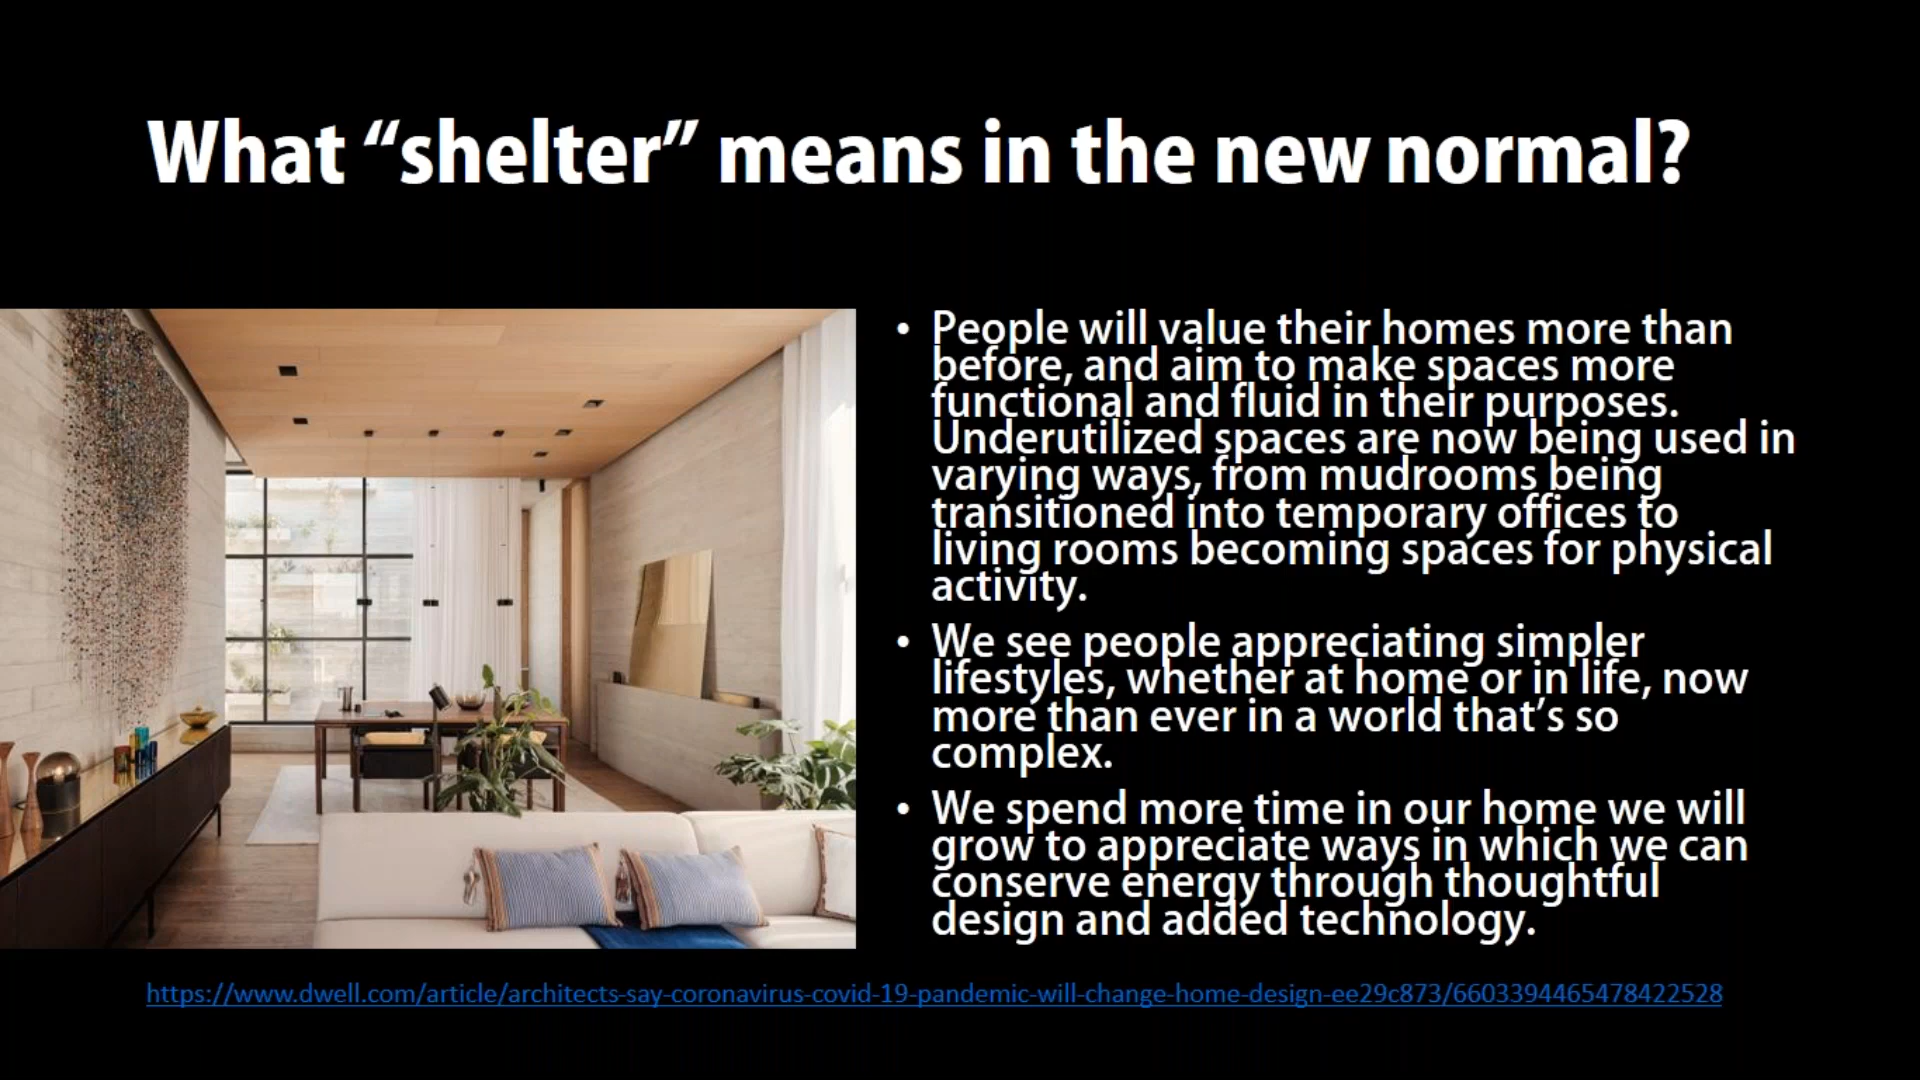 What “shelter” means in the new normal?
• People will value their homes more than
before, and aim to make spaces more
functional and fluid in their purposes.
Underutilized spaces are now being used in
varying ways, from mudrooms being
transitioned into temporary offices to
living rooms becoming spaces for physical
activity.
• We see people appreciating simpler
lifestyles, whether at home or in life, now
more than ever in a world that’s so
complex.
• We spend more time in our home we will
grow to appreciate ways in which we can
conserve energy through thoughtful
design and added technology.
https://www.dwell.com/article/architects-say-coronavirus-covid-19-pandemic-will-change-home-design-ee29c873/6603394465478422528